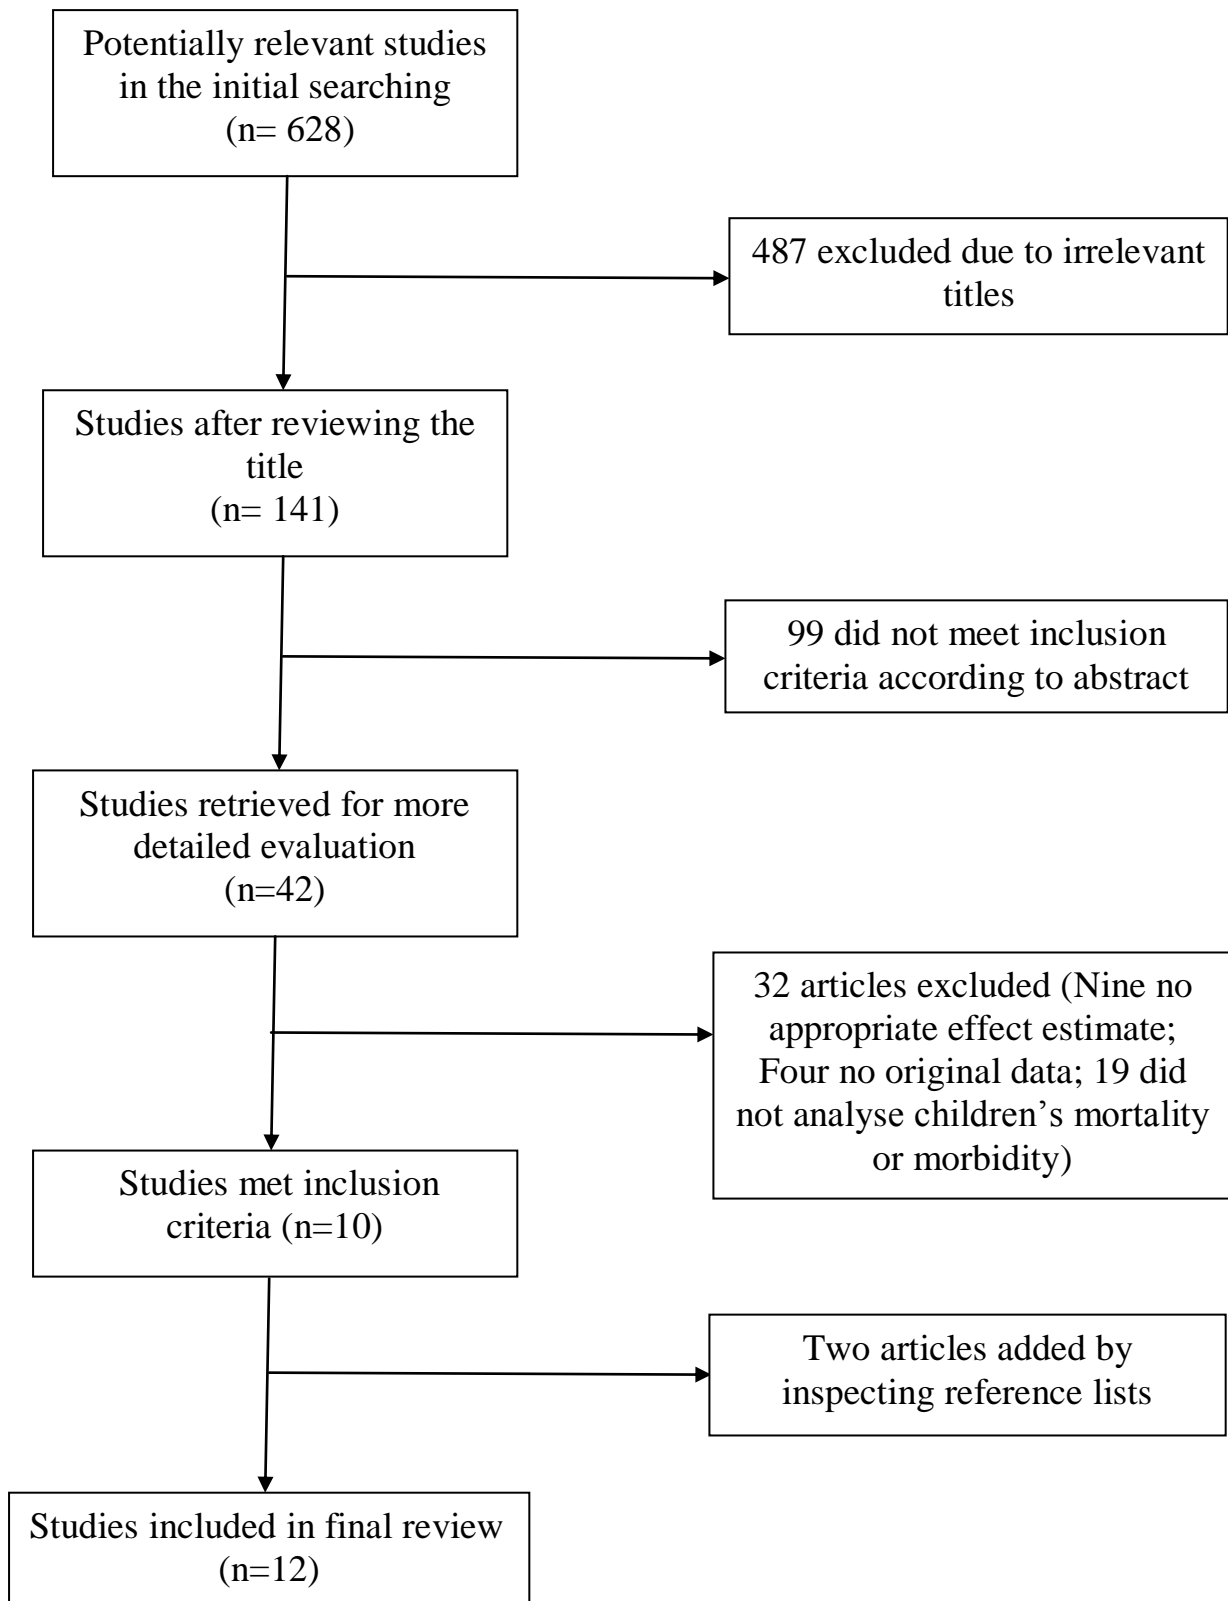 Potentially relevant studies
in the initial searching
(n= 628)
487 excluded due to irrelevant
titles
Studies after reviewing the
title
(n= 141)
99 did not meet inclusion
criteria according to abstract
Studies retrieved for more
detailed evaluation
(n=42)
32 articles excluded (Nine no
appropriate effect estimate;
Four no original data; 19 did
not analyse children’s mortality
or morbidity)
Studies met inclusion
criteria (n=10)
Two articles added by
inspecting reference lists
Studies included in final review
(n=12)